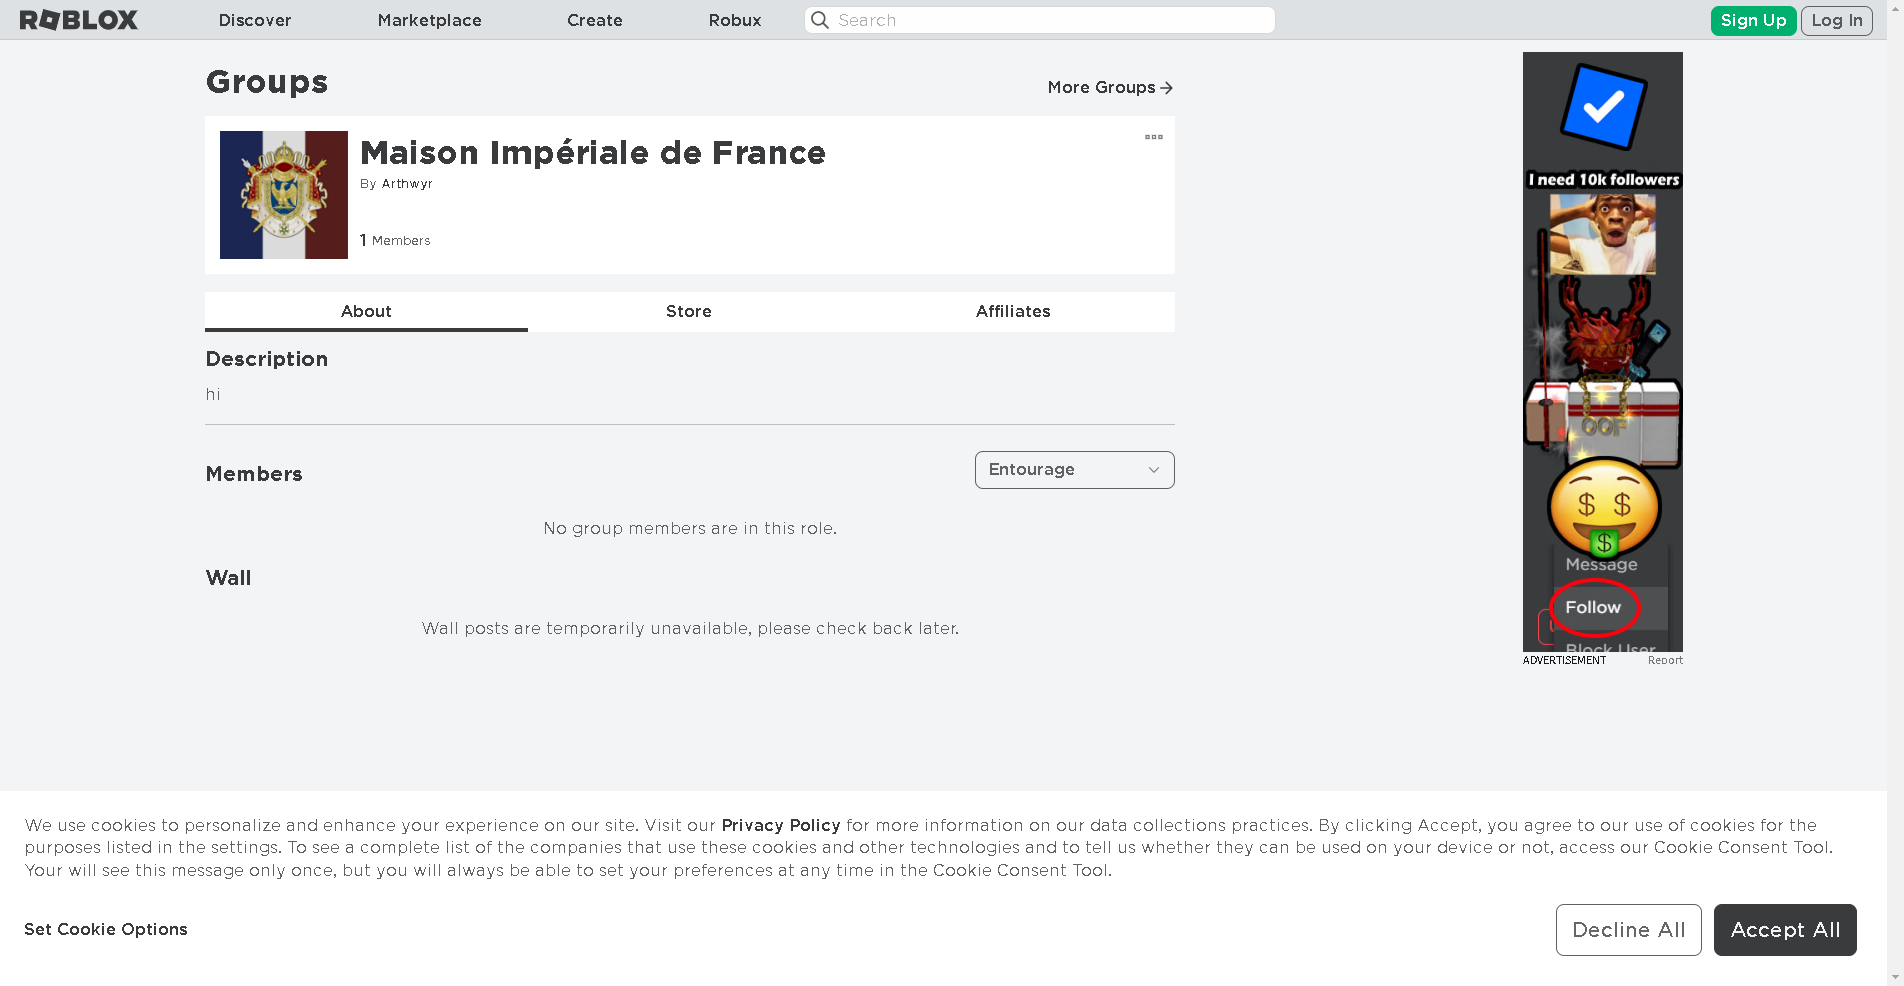 ROBLOX
Discover
Marketplace
Create
Robux
Search
Sign Up
Log In
Groups
More Groups
Maison Impériale de France
By Arthwyr
1 Members
About
Store
Affiliates
Description
hi
Members
Entourage
No group members are in this role.
Wall
Wall posts are temporarily unavailable, please check back later.
I need 10k followers
OOF
$ $
$
Message
Follow
Block User
ADVERTISEMENT
Report
We use cookies to personalize and enhance your experience on our site. Visit our Privacy Policy for more information on our data collections practices. By clicking Accept, you agree to our use of cookies for the
purposes listed in the settings. To see a complete list of the companies that use these cookies and other technologies and to tell us whether they can be used on your device or not, access our Cookie Consent Tool.
Your will see this message only once, but you will always be able to set your preferences at any time in the Cookie Consent Tool.
Set Cookie Options
Decline All
Accept All